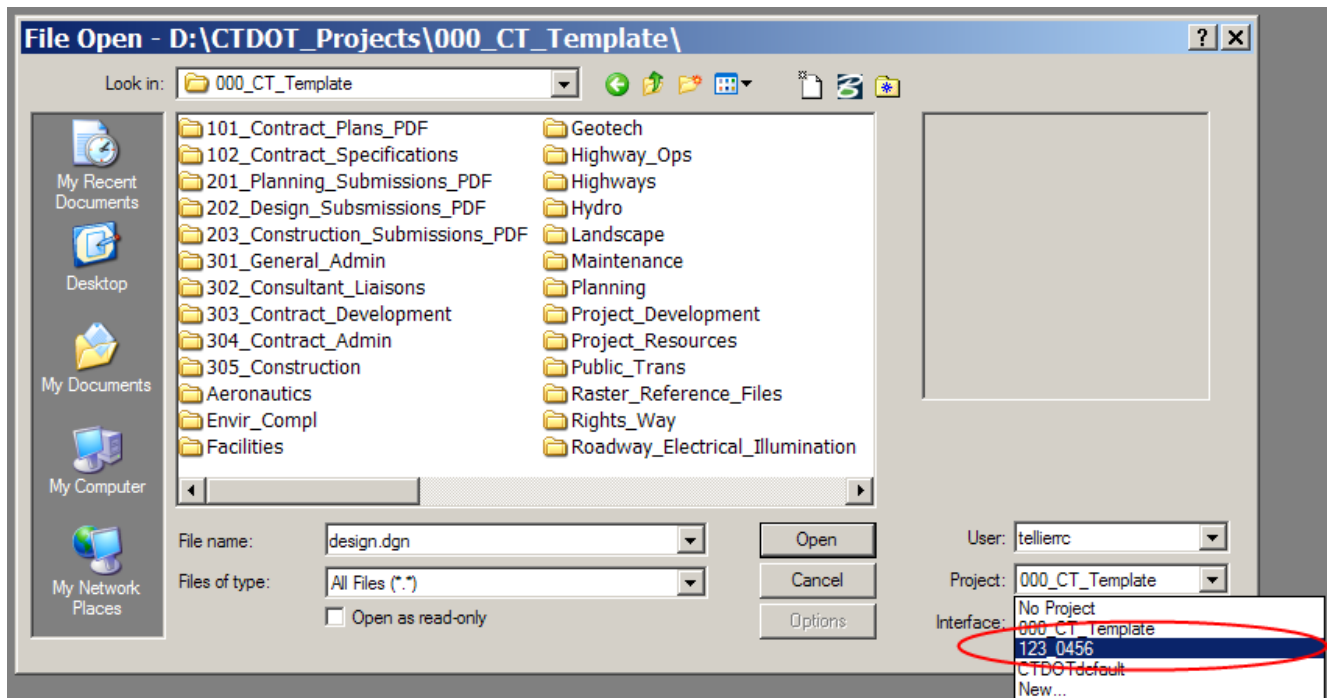 File Open - D:\CTDOT_Projects\000_CT_Template\
Look in: 000_CT_Template
My Recent Documents
Desktop
My Documents
My Computer
My Network Places
101_Contract_Plans_PDF
102_Contract_Specifications
201_Planning_Submissions_PDF
202_Design_Subsmissions_PDF
203_Construction_Submissions_PDF
301_General_Admin
302_Consultant_Liaisons
303_Contract_Development
304_Contract_Admin
305_Construction
Aeronautics
Envir_Compl
Facilities
Geotech
Highway_Ops
Highways
Hydro
Landscape
Maintenance
Planning
Project_Development
Project_Resources
Public_Trans
Raster_Reference_Files
Rights_Way
Roadway_Electrical_Illumination
File name: design.dgn
Files of type: All Files (*.*)
Open as read-only
Open
Cancel
Options
User: tellierrc
Project: 000_CT_Template
Interface:
No Project
000_CT_Template
123_0456
CTDOTdefault
New...